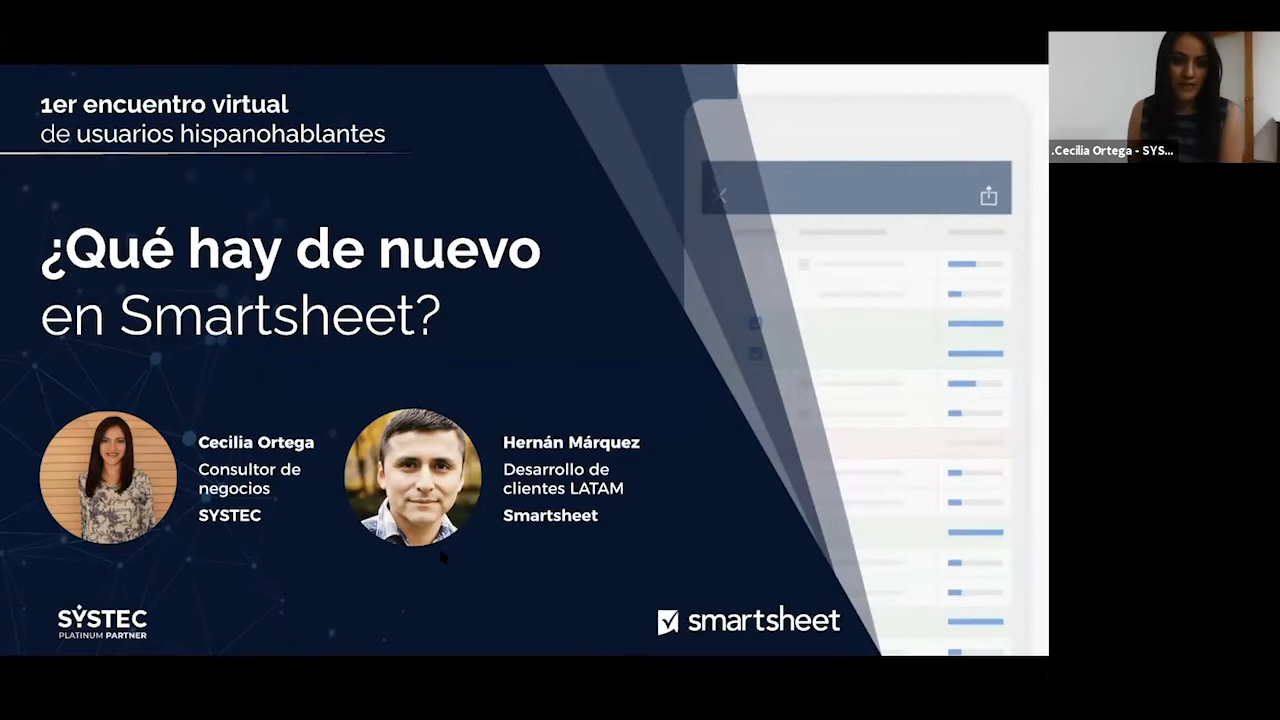 1er encuentro virtual
de usuarios hispanohablantes
¿Qué hay de nuevo
en Smartsheet?
Cecilia Ortega
Consultor de
negocios
SYSTEC
Hernán Márquez
Desarrollo de
clientes LATAM
Smartsheet
SYSTEC
PLATINUM PARTNER
smartsheet
.Cecilia Ortega - SYS...